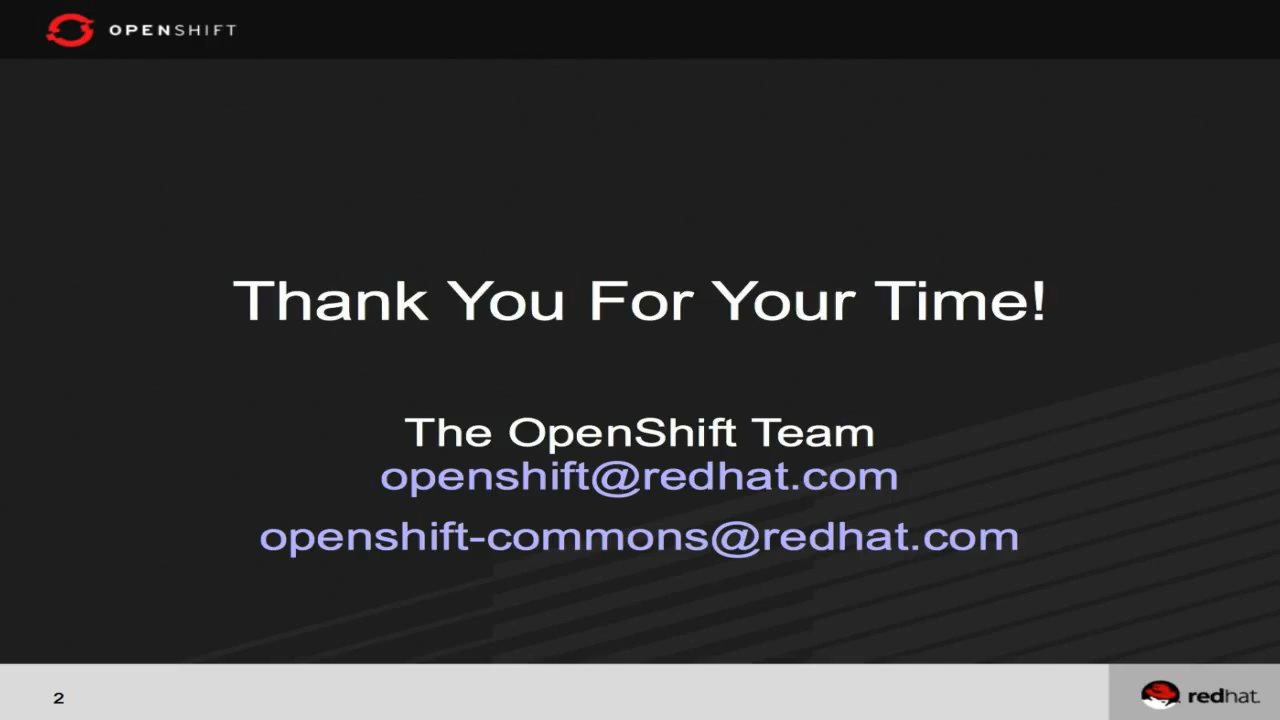 OPENSHIFT
Thank You For Your Time!
The OpenShift Team
openshift@redhat.com
openshift-commons@redhat.com
2
redhat.